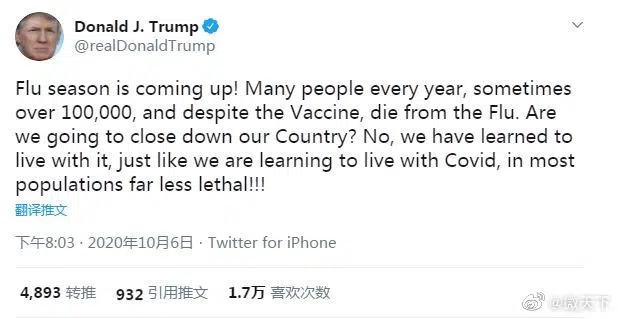 Donald J. Trump
@realDonaldTrump
Flu season is coming up! Many people every year, sometimes
over 100,000, and despite the Vaccine, die from the Flu. Are
we going to close down our Country? No, we have learned to
live with it, just like we are learning to live with Covid, in most
populations far less lethal!!!
翻译推文
下午8:03 · 2020年10月6日 · Twitter for iPhone
4,893 转推 932 引用推文 1.7万 喜欢次数